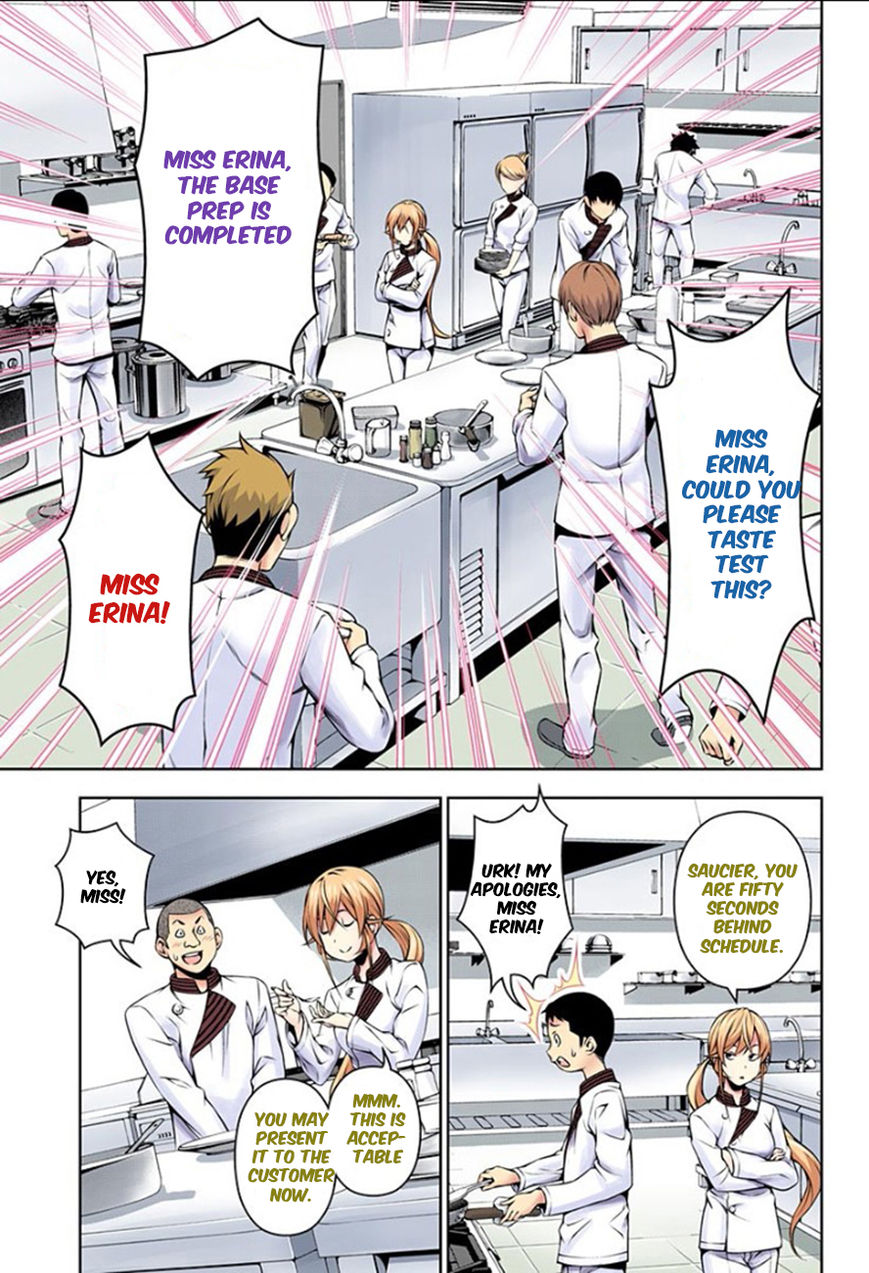 MISS
ERINA,
COULD YOU
PLEASE
TASTE
TEST
THIS?
MISS ERINA,
THE BASE
PREP IS
COMPLETED
MISS
ERINA!
SAUCIER, YOU
ARE FIFTY
SECONDS
BEHIND
SCHEDULE.
URK! MY
APOLOGIES,
MISS
ERINA!
MMM.
THIS IS
ACCEP-
TABLE
YOU MAY
PRESENT
IT TO THE
CUSTOMER
NOW.
YES,
MISS!